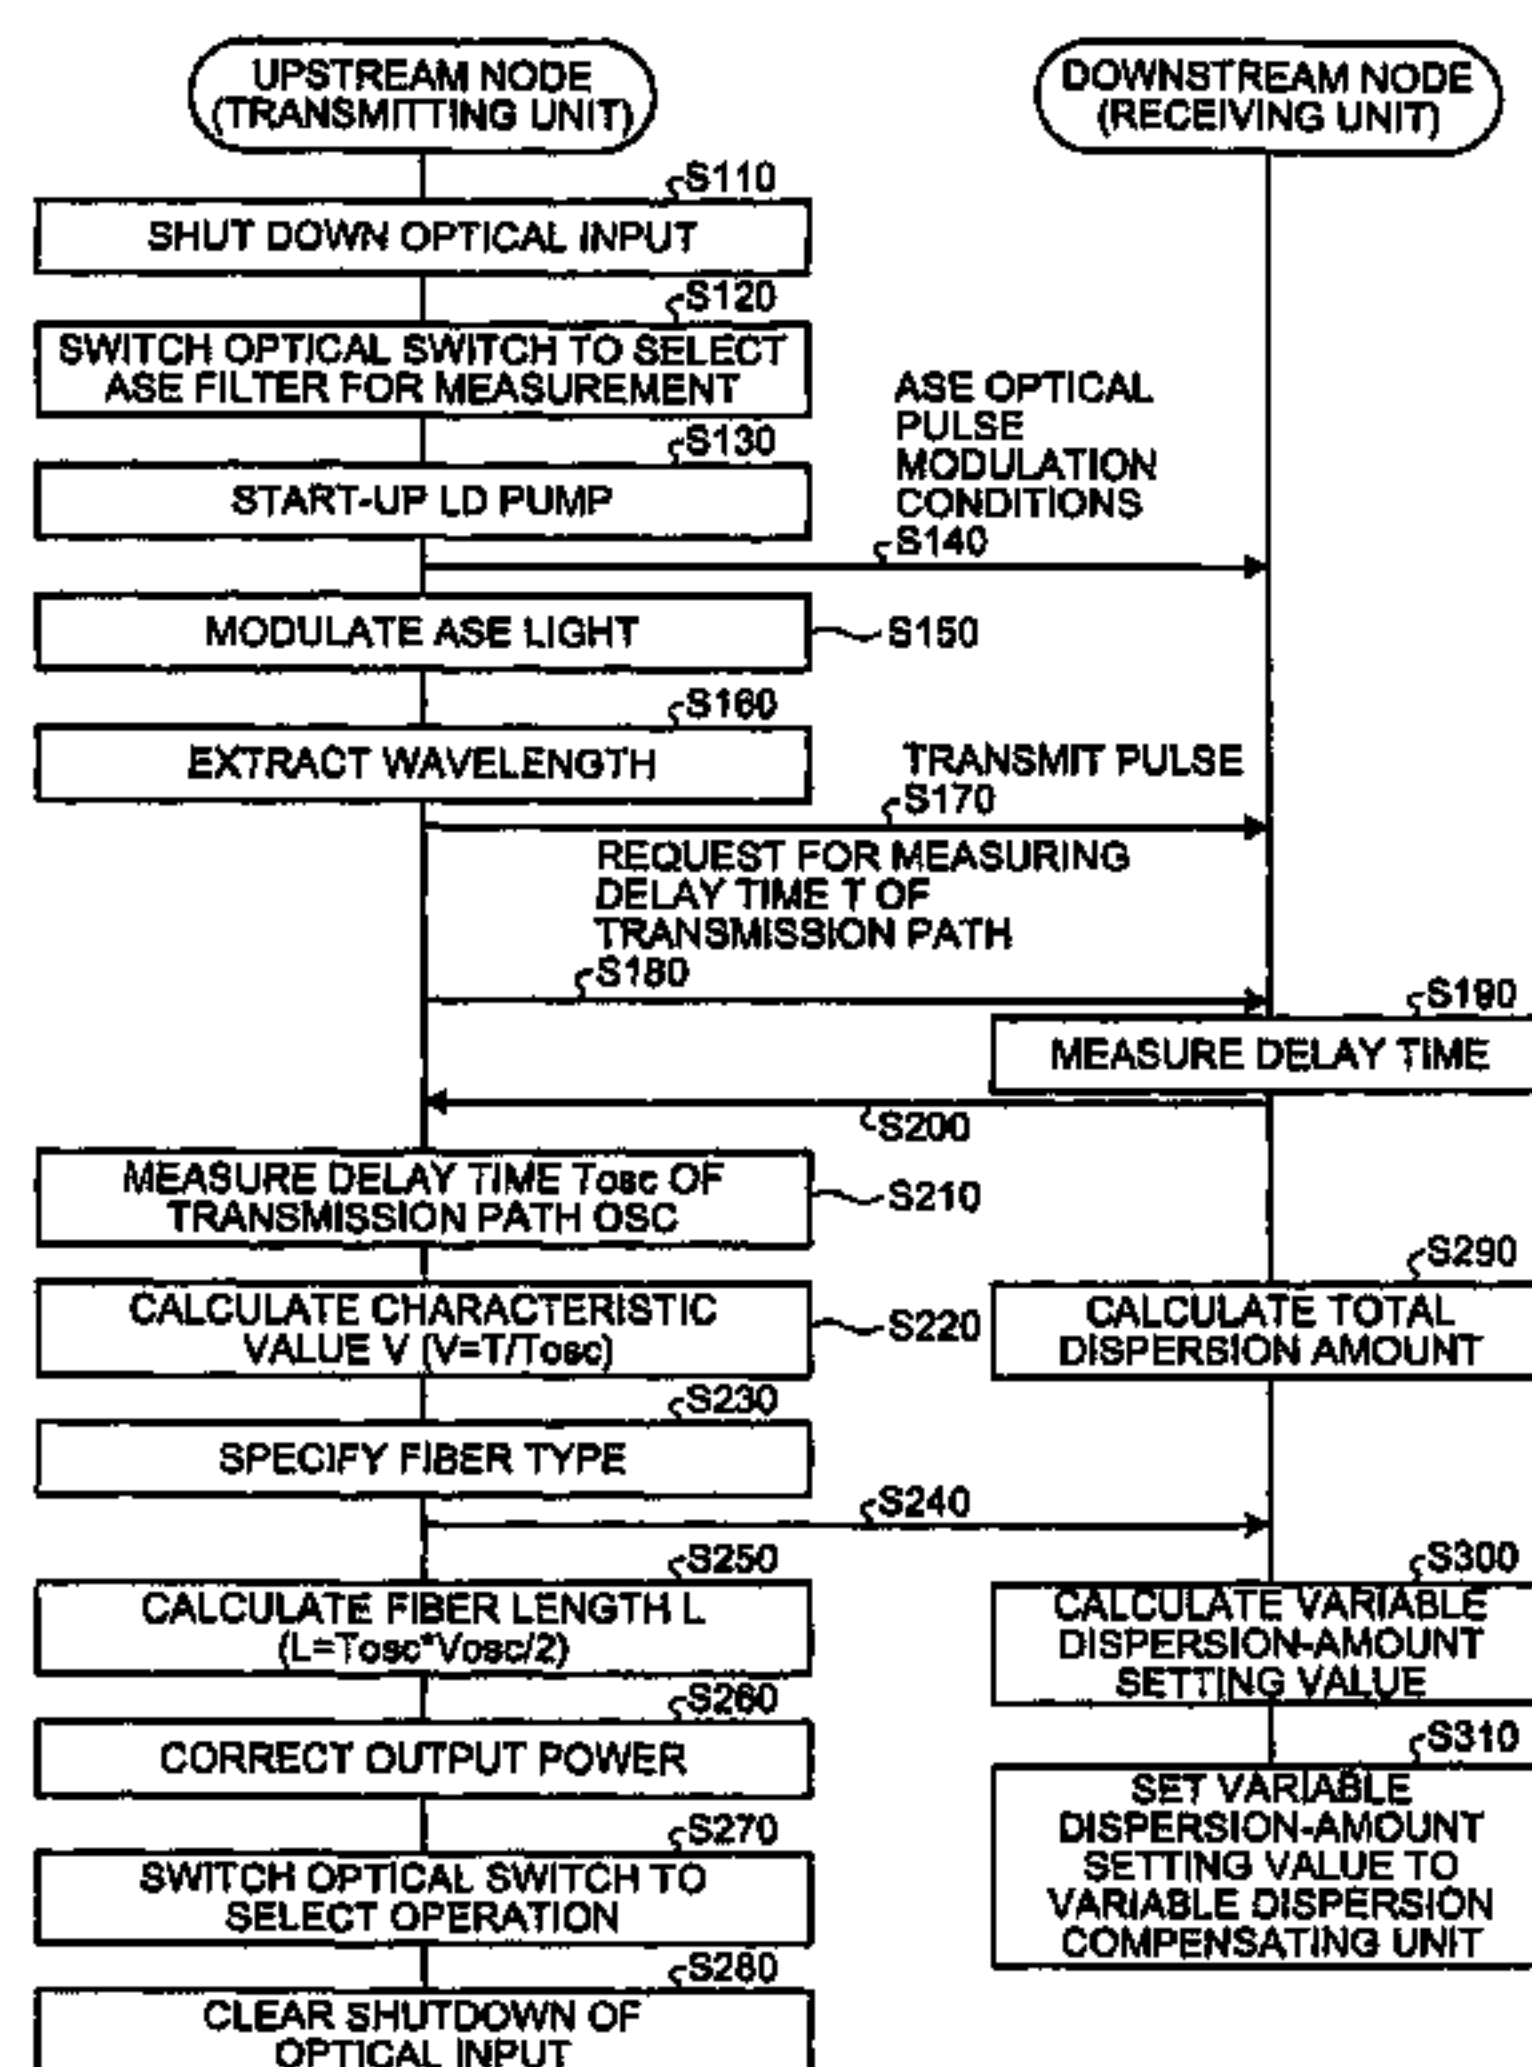 UPSTREAM NODE
(TRANSMITTING UNIT)
DOWNSTREAM NODE
(RECEIVING UNIT)
S110
SHUT DOWN OPTICAL INPUT
S120
SWITCH OPTICAL SWITCH TO SELECT
ASE FILTER FOR MEASUREMENT
S130
START-UP LD PUMP
ASE OPTICAL
PULSE
MODULATION
CONDITIONS
S140
MODULATE ASE LIGHT
S150
S160
EXTRACT WAVELENGTH
TRANSMIT PULSE
S170
REQUEST FOR MEASURING
DELAY TIME T OF
TRANSMISSION PATH
S180
S190
MEASURE DELAY TIME
S200
MEASURE DELAY TIME Tosc OF
TRANSMISSION PATH OSC
S210
CALCULATE CHARACTERISTIC
VALUE V (V=T/Tosc)
S220
S290
CALCULATE TOTAL
DISPERSION AMOUNT
S230
SPECIFY FIBER TYPE
S240
S250
CALCULATE FIBER LENGTH L
(L=Tosc*Vosc/2)
S300
CALCULATE VARIABLE
DISPERSION-AMOUNT
SETTING VALUE
S260
CORRECT OUTPUT POWER
S310
SET VARIABLE
DISPERSION-AMOUNT
SETTING VALUE TO
VARIABLE DISPERSION
COMPENSATING UNIT
S270
SWITCH OPTICAL SWITCH TO
SELECT OPERATION
S280
CLEAR SHUTDOWN OF
OPTICAL INPUT